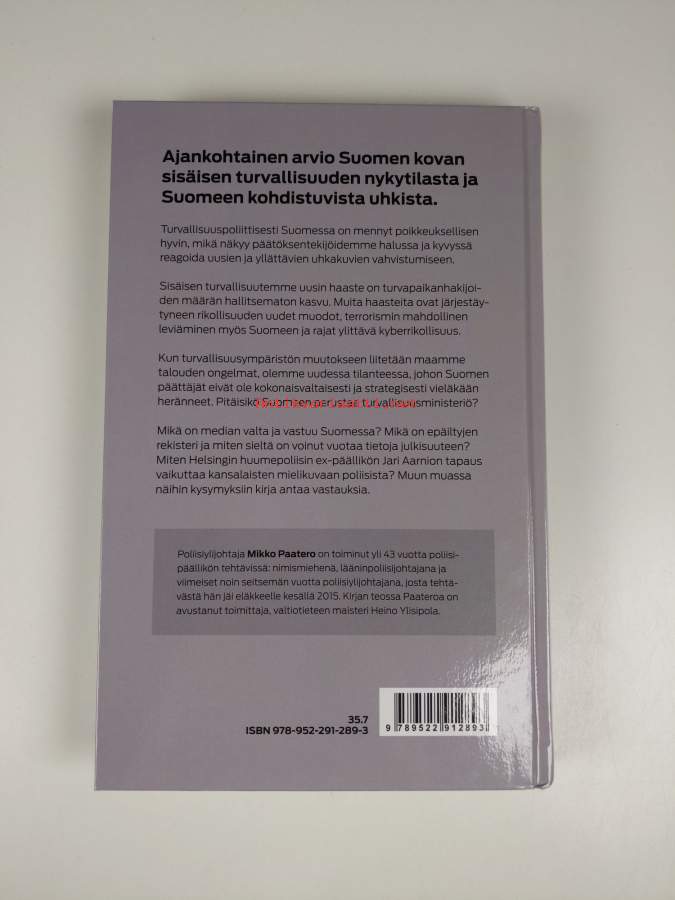 Ajankohtainen arvio Suomen kovan
sisäisen turvallisuuden nykytilasta ja
Suomeen kohdistuvista uhkista.
Turvallisuuspoliittisesti Suomessa on mennyt poikkeuksellisen
hyvin, mikä näkyy päätöksentekijöidemme halussa ja kyvyssä
reagoida uusien ja yllättävien uhkakuvien vahvistumiseen.
Sisäisen turvallisuutemme uusin haaste on turvapaikanhakijoi-
den määrän hallitsematon kasvu. Muita haasteita ovat järjestäy-
tyneen rikollisuuden uudet muodot, terrorismin mahdollinen
leviäminen myös Suomeen ja rajat ylittävä kyberrikollisuus.
Kun turvallisuusympäristön muutokseen liitetään maamme
talouden ongelmat, olemme uudessa tilanteessa, johon Suomen
päättäjät eivät ole kokonaisvaltaisesti ja strategisesti vieläkään
heränneet. Pitäisikö Suomeen perustaa turvallisuusministeriö?
Mikä on median valta ja vastuu Suomessa? Mikä on epäiltyjen
rekisteri ja miten sieltä on voinut vuotaa tietoja julkisuuteen?
Miten Helsingin huumepoliisin ex-päällikön Jari Aarnion tapaus
vaikuttaa kansalaisten mielikuvaan poliisista? Muun muassa
näihin kysymyksiin kirja antaa vastauksia.
Poliisiylijohtaja Mikko Paatero on toiminut yli 43 vuotta poliisi-
päällikön tehtävissä: nimismiehenä, lääninpoliisijohtajana ja
viimeiset noin seitsemän vuotta poliisiylijohtajana, josta tehtä-
västä hän jäi eläkkeelle kesällä 2015. Kirjan teossa Paateroa on
avustanut toimittaja, valtiotieteen maisteri Heino Ylisipola.
35.7
ISBN 978-952-291-289-3
9 789522 912893